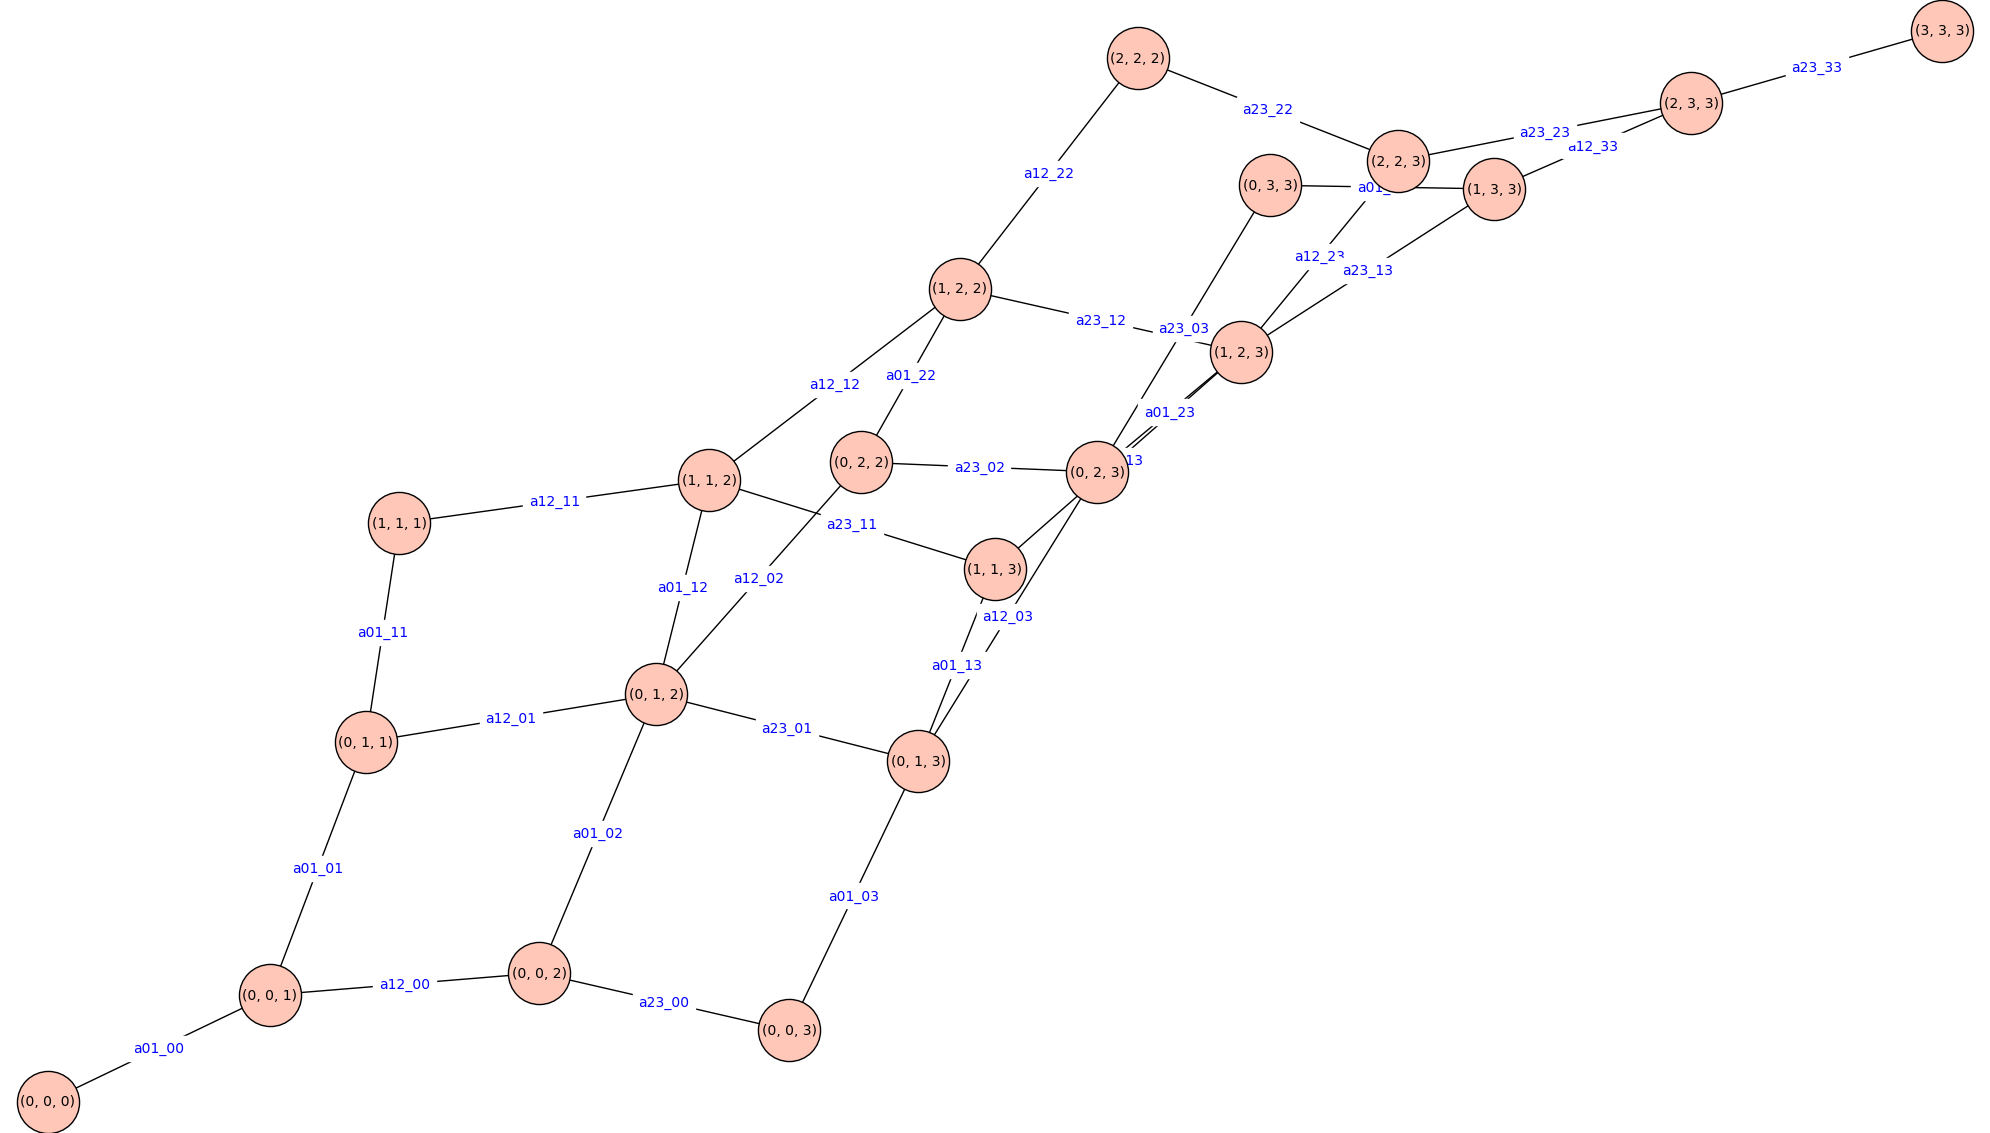 (3, 3, 3)
(2, 2, 2)
a23_33
(2, 3, 3)
a23_22
a23_23
a12_33
(2, 2, 3)
a12_22
(0, 3, 3)
a01_
(1, 3, 3)
a12_23
a23_13
(1, 2, 2)
a23_12
a23_03
(1, 2, 3)
a12_12
a01_22
a01_23
(0, 2, 2)
a23_02
(0, 2, 3)
13
(1, 1, 2)
a12_11
(1, 1, 1)
a23_11
(1, 1, 3)
a01_12
a12_02
a12_03
a01_11
a01_13
(0, 1, 2)
a12_01
a23_01
(0, 1, 1)
(0, 1, 3)
a01_02
a01_01
a01_03
(0, 0, 2)
a12_00
(0, 0, 1)
a23_00
(0, 0, 3)
a01_00
(0, 0, 0)